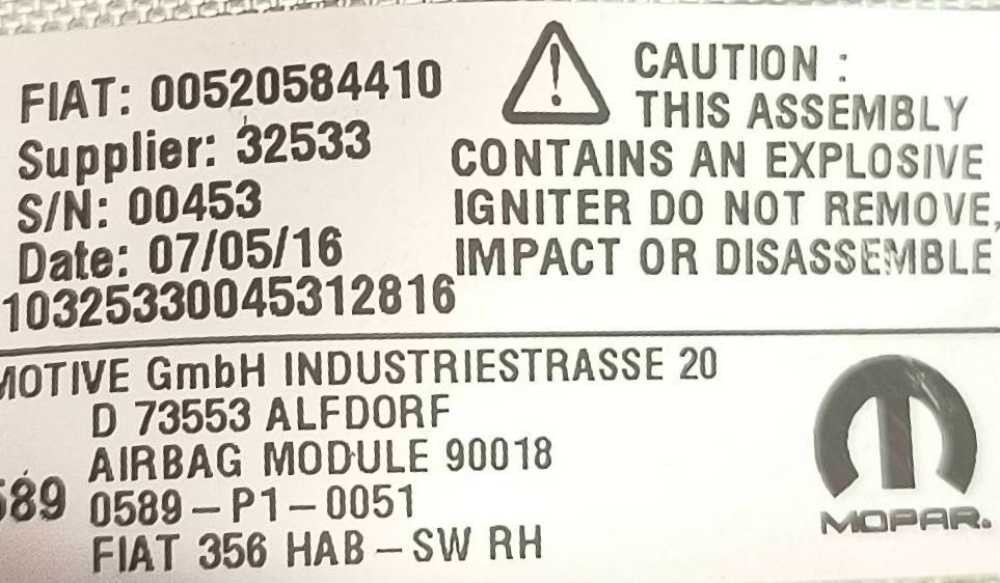 FIAT: 00520584410
Supplier: 32533
S/N: 00453
Date: 07/05/16
10325330045312816
CAUTION :
THIS ASSEMBLY
CONTAINS AN EXPLOSIVE
IGNITER DO NOT REMOVE,
IMPACT OR DISASSEMBLE
MOTIVE GmbH INDUSTRIESTRASSE 20
D 73553 ALFDORF
AIRBAG MODULE 90018
589 0589-P1-0051
FIAT 356 HAB-SW RH
MOPAR.